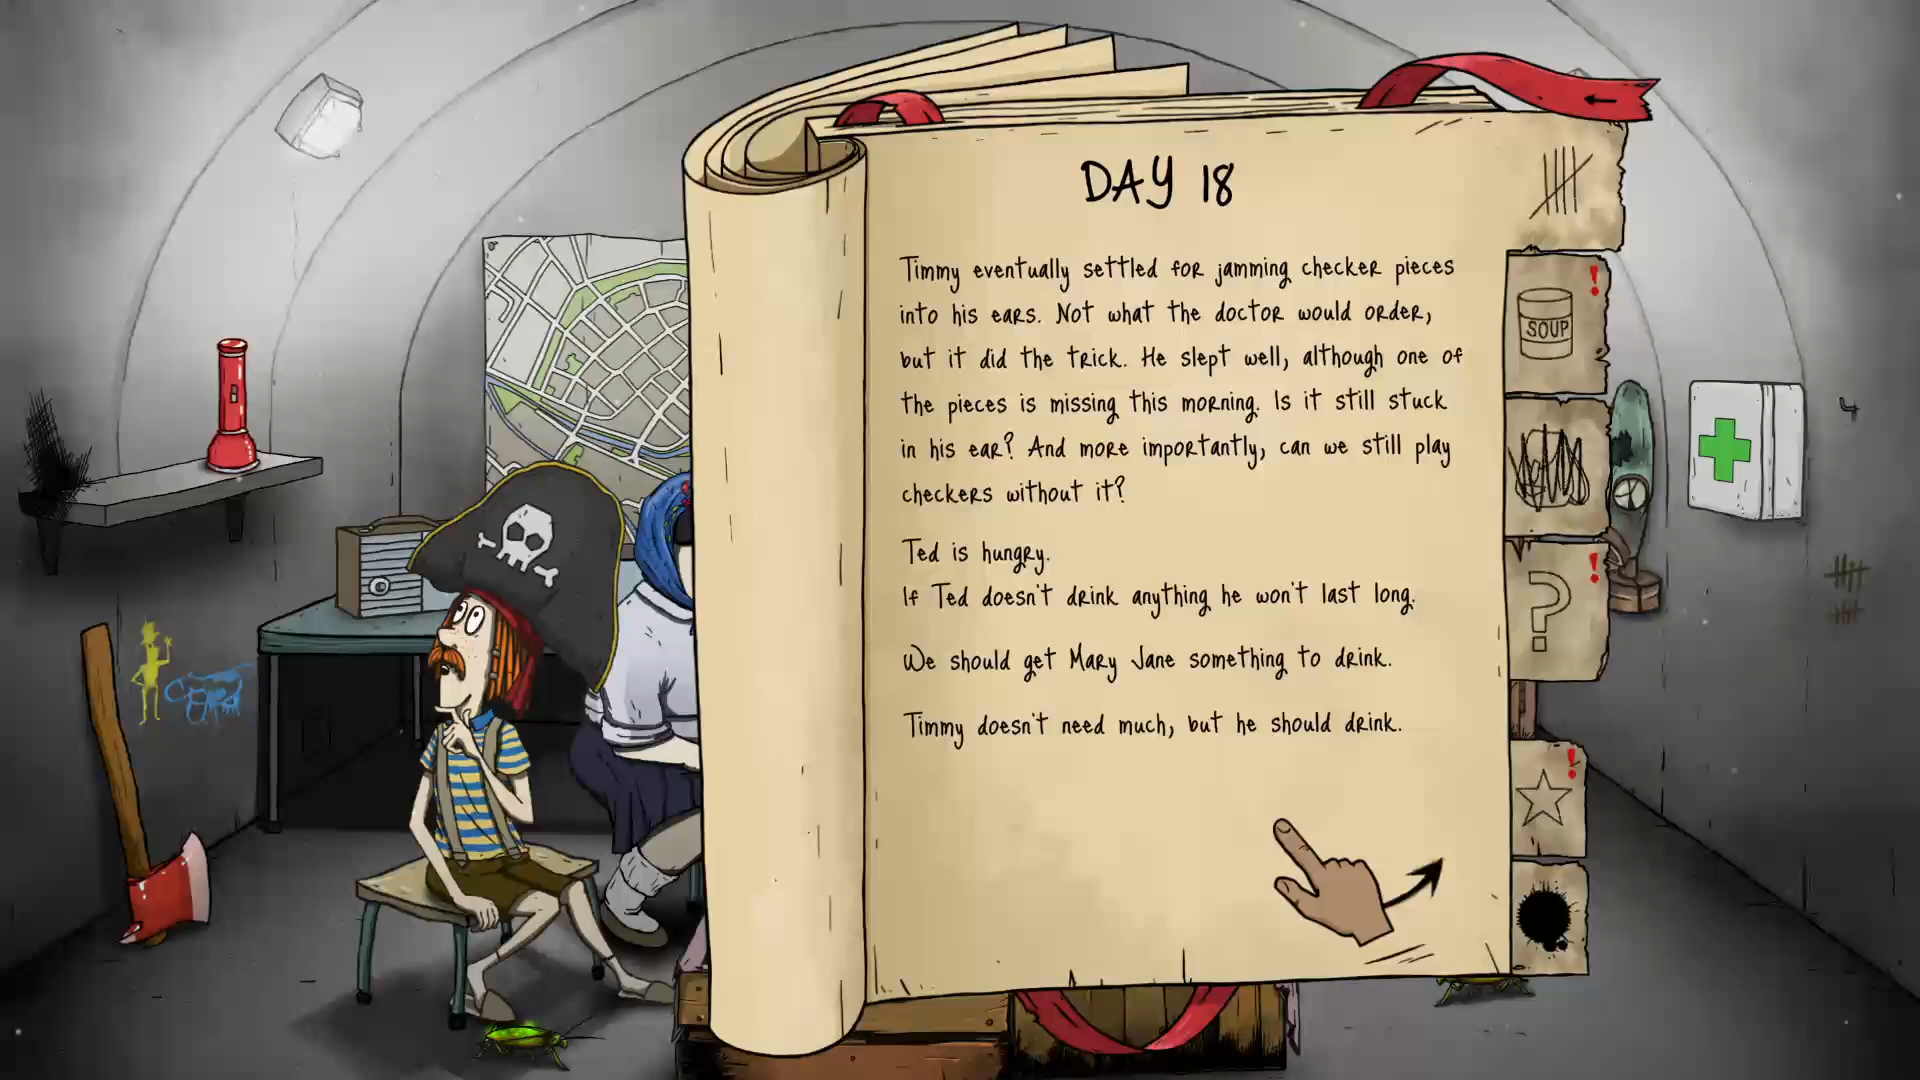 DAY 18
Timmy eventually settled for jamming checker pieces
into his ears. Not what the doctor would order,
but it did the trick. He slept well, although one of
the pieces is missing this morning. Is it still stuck
in his ear? And more importantly, can we still play
checkers without it?
Ted is hungry.
If Ted doesn't drink anything he won't last long.
We should get Mary Jane something to drink.
Timmy doesn't need much, but he should drink.
!
SOUP
!
?
!